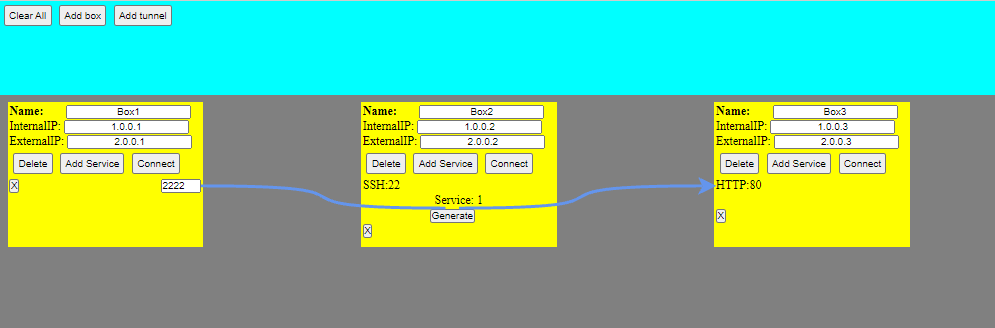 Clear All Add box Add tunnel
Name: Box1
InternalIP: 1.0.0.1
ExternalIP: 2.0.0.1
Delete Add Service Connect
X 2222
Name: Box2
InternalIP: 1.0.0.2
ExternalIP: 2.0.0.2
Delete Add Service Connect
SSH:22
Service: 1
Generate
X
Name: Box3
InternalIP: 1.0.0.3
ExternalIP: 2.0.0.3
Delete Add Service Connect
HTTP:80
X